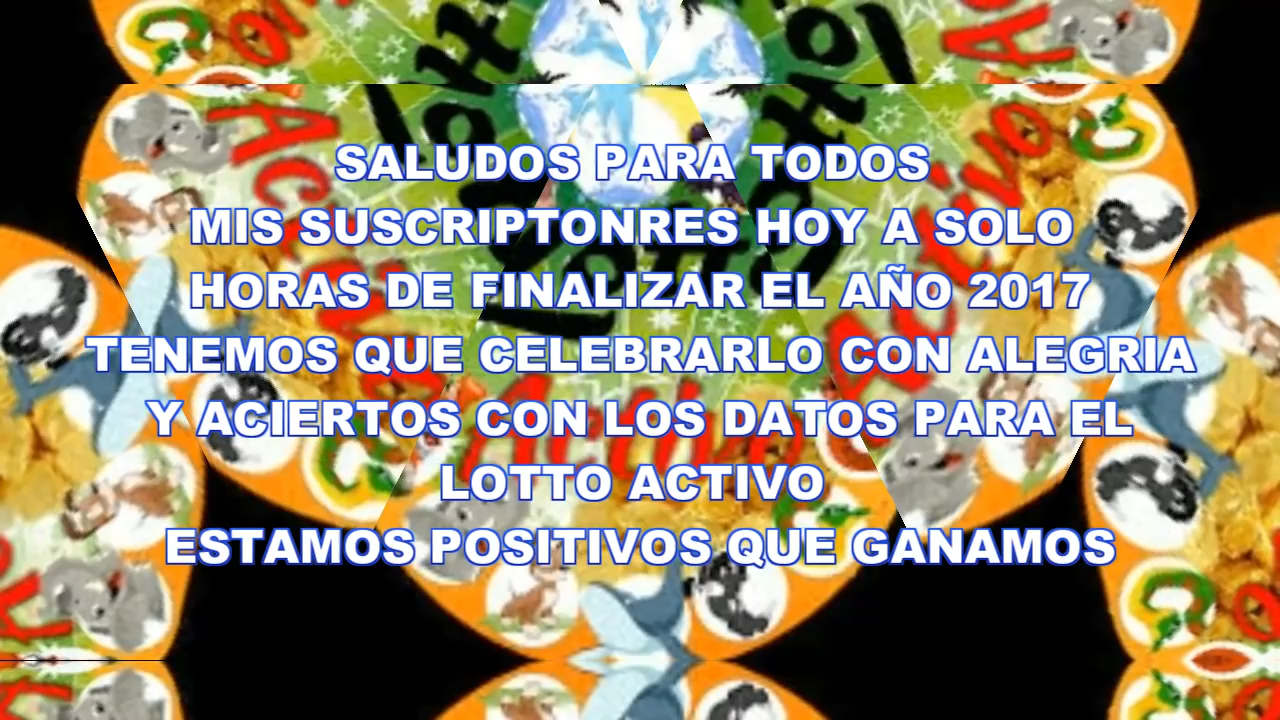 SALUDOS PARA TODOS
MIS SUSCRIPTONRES HOY A SOLO
HORAS DE FINALIZAR EL AÑO 2017
TENEMOS QUE CELEBRARLO CON ALEGRIA
Y ACIERTOS CON LOS DATOS PARA EL
LOTTO ACTIVO
ESTAMOS POSITIVOS QUE GANAMOS